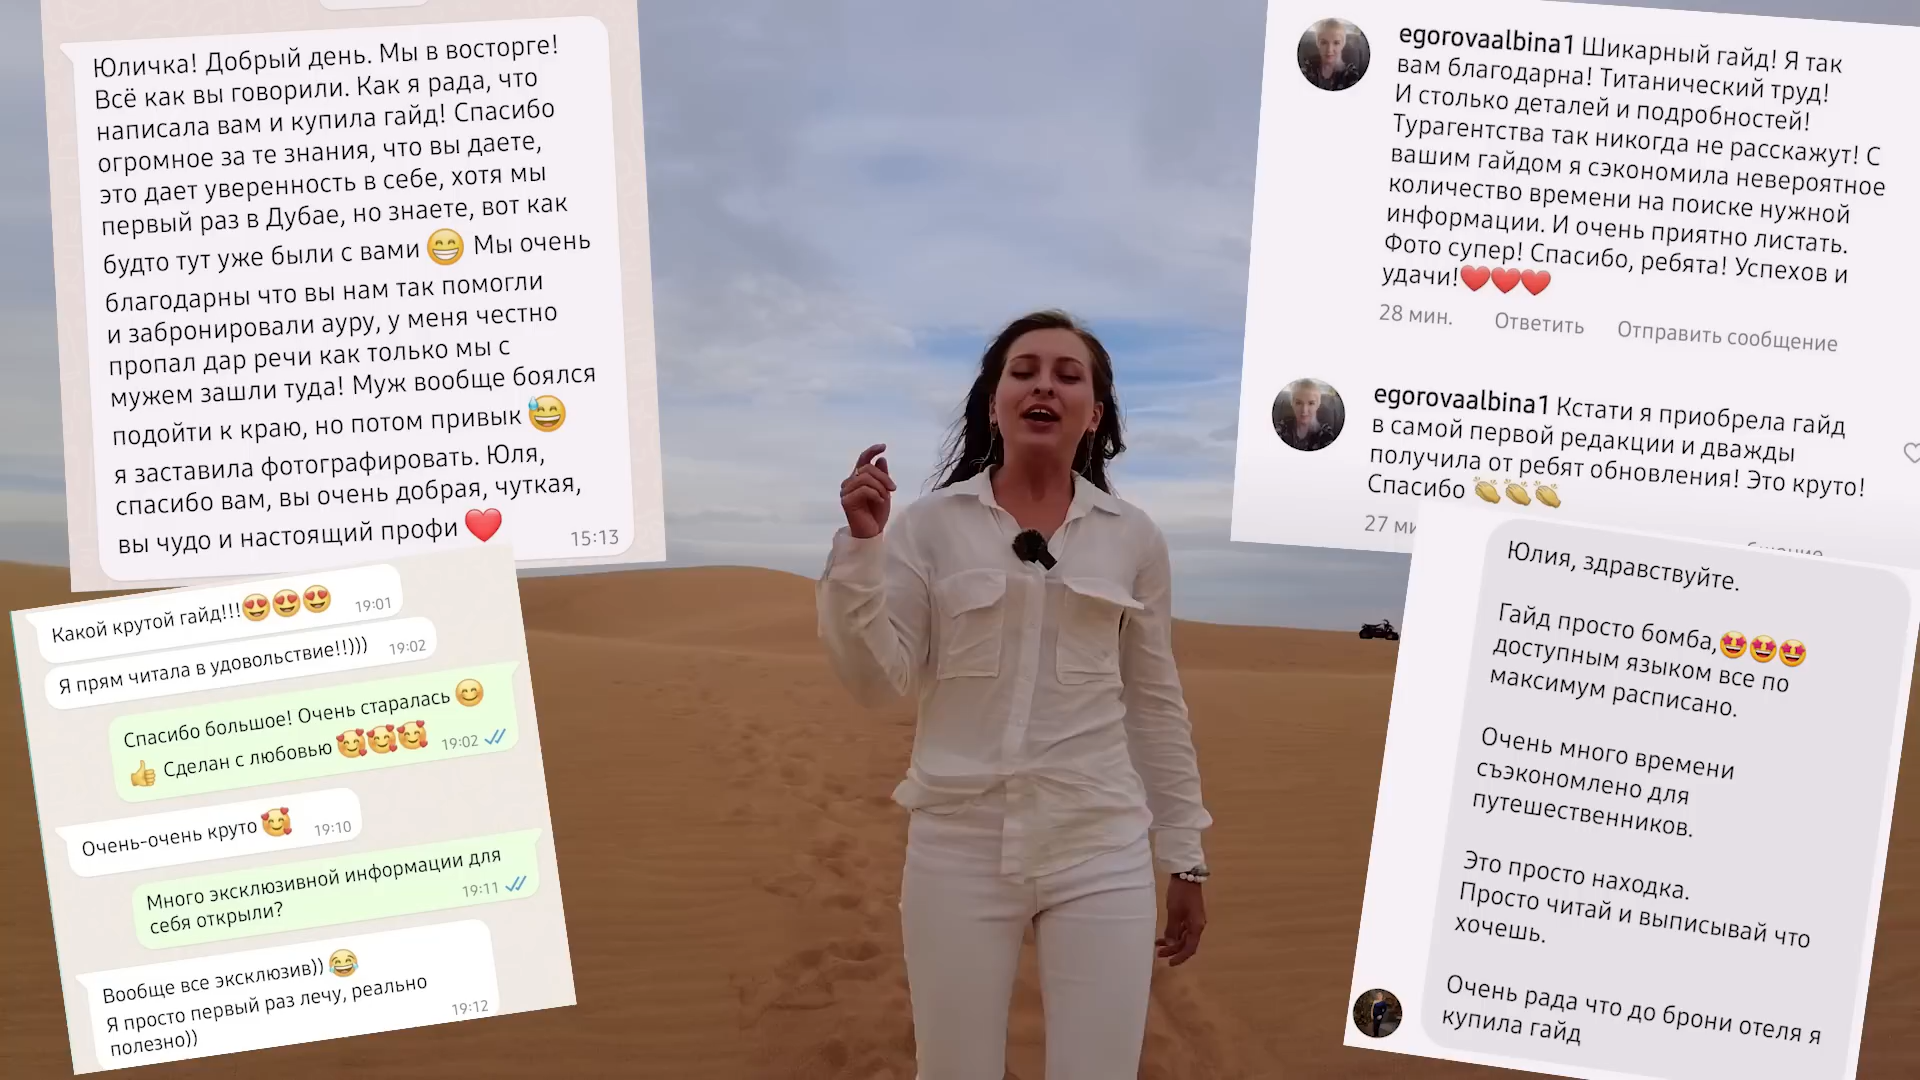 Юличка! Добрый день. Мы в восторге!
Всё как вы говорили. Как я рада, что
написала вам и купила гайд! Спасибо
огромное за те знания, что вы даете,
это дает уверенность в себе, хотя мы
первый раз в Дубае, но знаете, вот как
будто тут уже были с вами 😁 Мы очень
благодарны что вы нам так помогли
и забронировали ауру, у меня честно
пропал дар речи как только мы с
мужем зашли туда! Муж вообще боялся
подойти к краю, но потом привык 😅
я заставила фотографировать. Юля,
спасибо вам, вы очень добрая, чуткая,
вы чудо и настоящий профи ❤️
15:13
Какой крутой гайд!!!😍😍😍 19:01
Я прям читала в удовольствие!!))) 19:02
Спасибо большое! Очень старалась 😊
👍 Сделан с любовью 🥰🥰🥰 19:02
Очень-очень круто 🥰 19:10
Много эксклюзивной информации для
себя открыли? 19:11
Вообще все эксклюзив)) 😂
Я просто первый раз лечу, реально
полезно)) 19:12
egorovaalbina1 Шикарный гайд! Я так
вам благодарна! Титанический труд!
И столько деталей и подробностей!
Турагентства так никогда не расскажут! С
вашим гайдом я сэкономила невероятное
количество времени на поиске нужной
информации. И очень приятно листать.
Фото супер! Спасибо, ребята! Успехов и
удачи!❤️❤️❤️
28 мин. Ответить Отправить сообщение
egorovaalbina1 Кстати я приобрела гайд
в самой первой редакции и дважды
получила от ребят обновления! Это круто!
Спасибо 👏👏👏
27
Юлия, здравствуйте.
Гайд просто бомба,🤩🤩🤩
доступным языком все по
максимум расписано.
Очень много времени
съэкономлено для
путешественников.
Это просто находка.
Просто читай и выписывай что
хочешь.
Очень рада что до брони отеля я
купила гайд